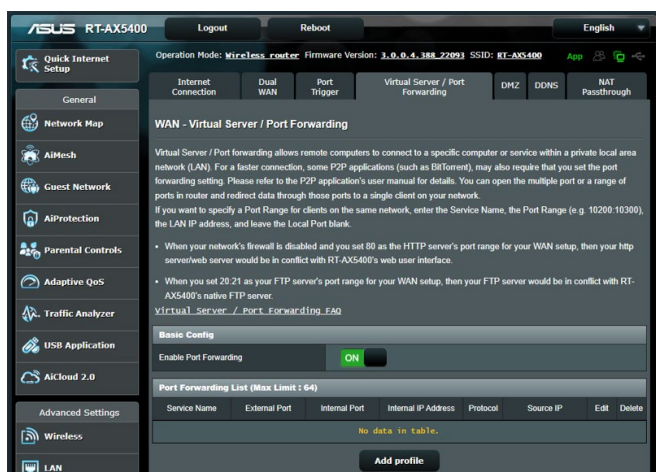 ASUS RT-AX5400 Logout Reboot English
Quick Internet Setup
General
Network Map
AiMesh
Guest Network
AiProtection
Parental Controls
Adaptive QoS
Traffic Analyzer
USB Application
AiCloud 2.0
Advanced Settings
Wireless
LAN
Operation Mode: Wireless router Firmware Version: 3.0.0.4.388_22093 SSID: RT-AX5400 App
Internet Connection
Dual WAN
Port Trigger
Virtual Server / Port Forwarding
DMZ
DDNS
NAT Passthrough
WAN - Virtual Server / Port Forwarding
Virtual Server / Port forwarding allows remote computers to connect to a specific computer or service within a private local area
network (LAN). For a faster connection, some P2P applications (such as BitTorrent), may also require that you set the port
forwarding setting. Please refer to the P2P application's user manual for details. You can open the multiple port or a range of
ports in router and redirect data through those ports to a single client on your network.
If you want to specify a Port Range for clients on the same network, enter the Service Name, the Port Range (e.g. 10200:10300),
the LAN IP address, and leave the Local Port blank.
• When your network's firewall is disabled and you set 80 as the HTTP server's port range for your WAN setup, then your http
server/web server would be in conflict with RT-AX5400's web user interface.
• When you set 20:21 as your FTP server's port range for your WAN setup, then your FTP server would be in conflict with RT-
AX5400's native FTP server.
Virtual Server / Port Forwarding FAQ
Basic Config
Enable Port Forwarding ON
Port Forwarding List (Max Limit : 64)
Service Name External Port Internal Port Internal IP Address Protocol Source IP Edit Delete
No data in table.
Add profile